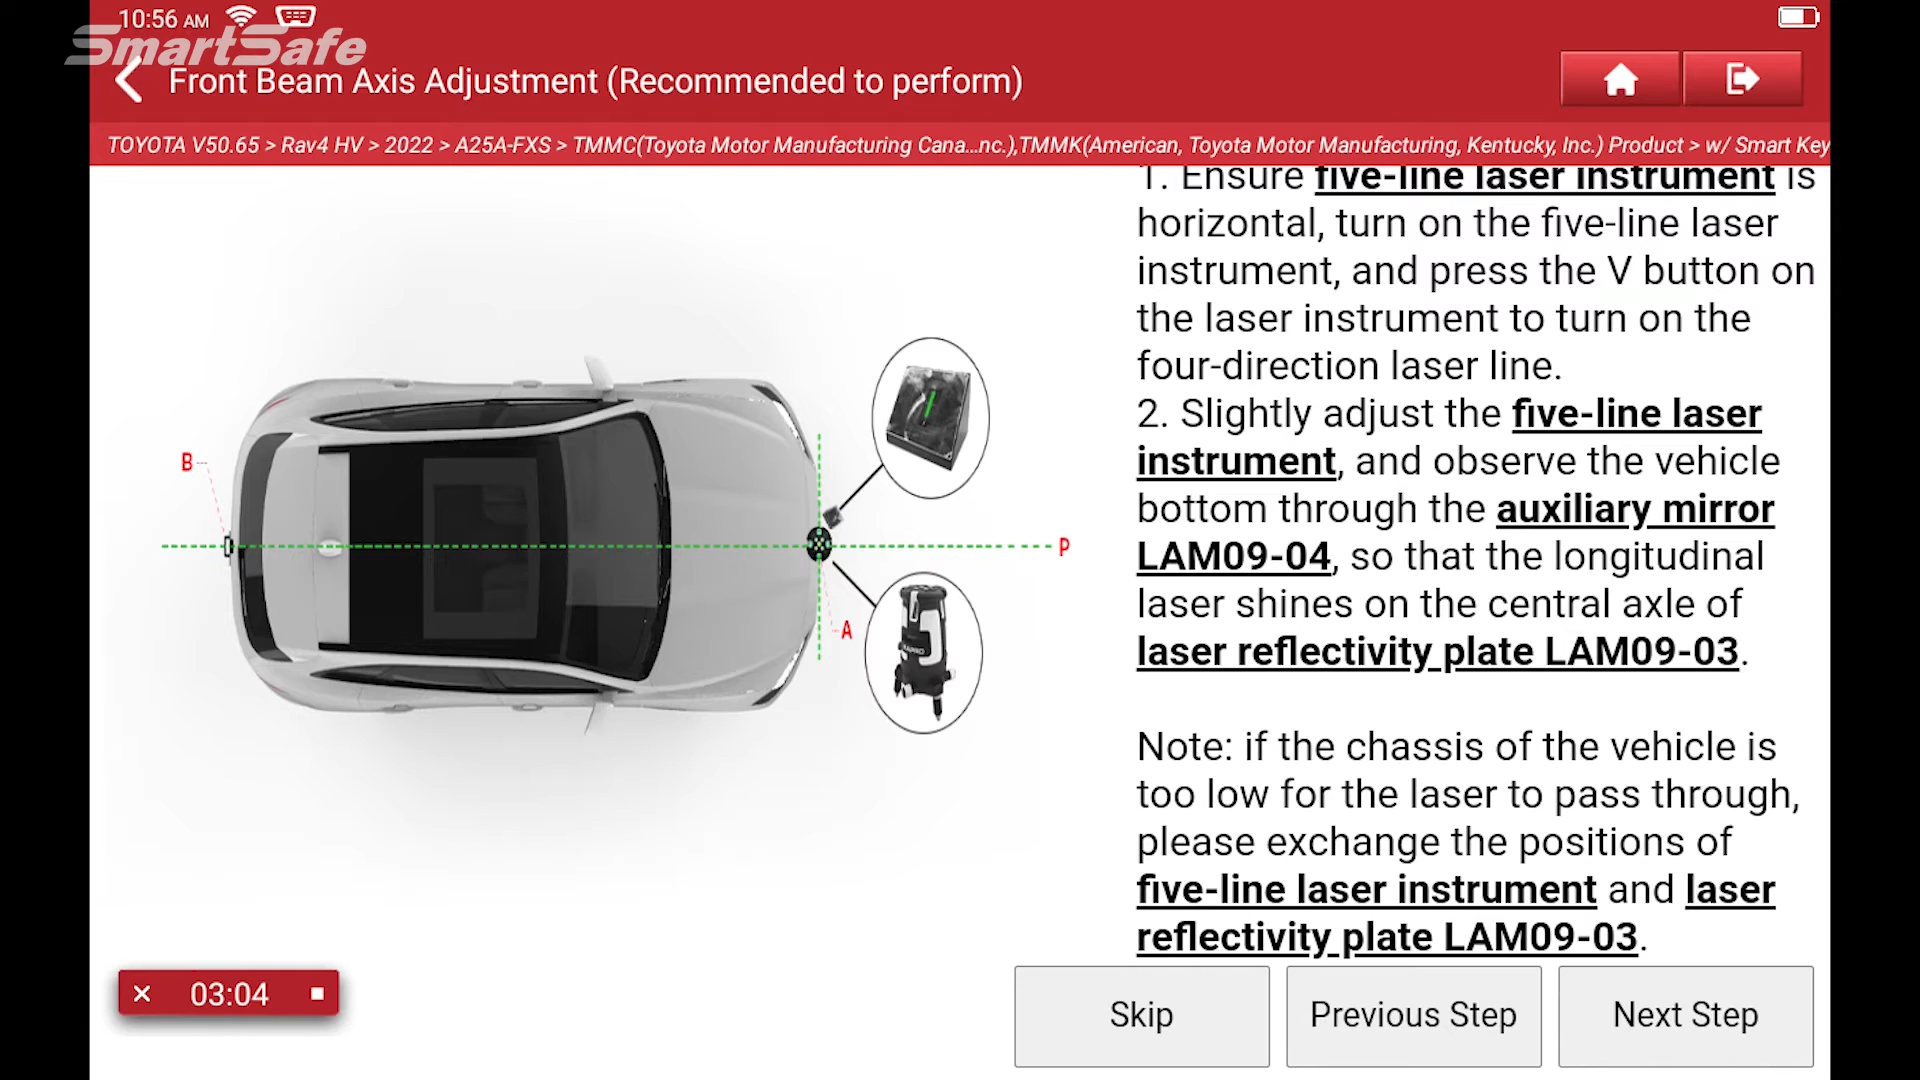 10:56 AM
SmartSafe
Front Beam Axis Adjustment (Recommended to perform)
TOYOTA V50.65 > Rav4 HV > 2022 > A25A-FXS > TMMC(Toyota Motor Manufacturing Cana...nc.),TMMK(American, Toyota Motor Manufacturing, Kentucky, Inc.) Product > w/ Smart Key
1. Ensure five-line laser instrument is
horizontal, turn on the five-line laser
instrument, and press the V button on
the laser instrument to turn on the
four-direction laser line.
2. Slightly adjust the five-line laser
instrument, and observe the vehicle
bottom through the auxiliary mirror
LAM09-04, so that the longitudinal
laser shines on the central axle of
laser reflectivity plate LAM09-03.
Note: if the chassis of the vehicle is
too low for the laser to pass through,
please exchange the positions of
five-line laser instrument and laser
reflectivity plate LAM09-03.
B
P
A
03:04
Skip
Previous Step
Next Step